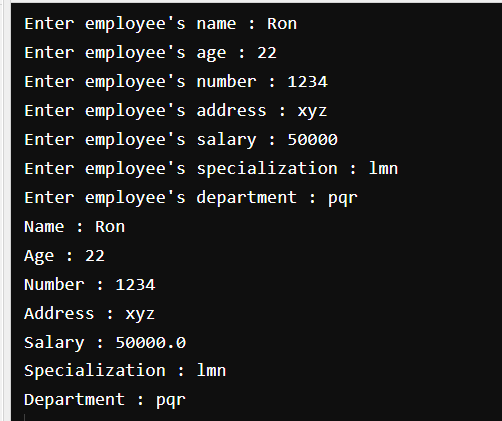 Enter employee's name : Ron
Enter employee's age : 22
Enter employee's number : 1234
Enter employee's address : xyz
Enter employee's salary : 50000
Enter employee's specialization : lmn
Enter employee's department : pqr
Name : Ron
Age : 22
Number : 1234
Address : xyz
Salary : 50000.0
Specialization : lmn
Department : pqr